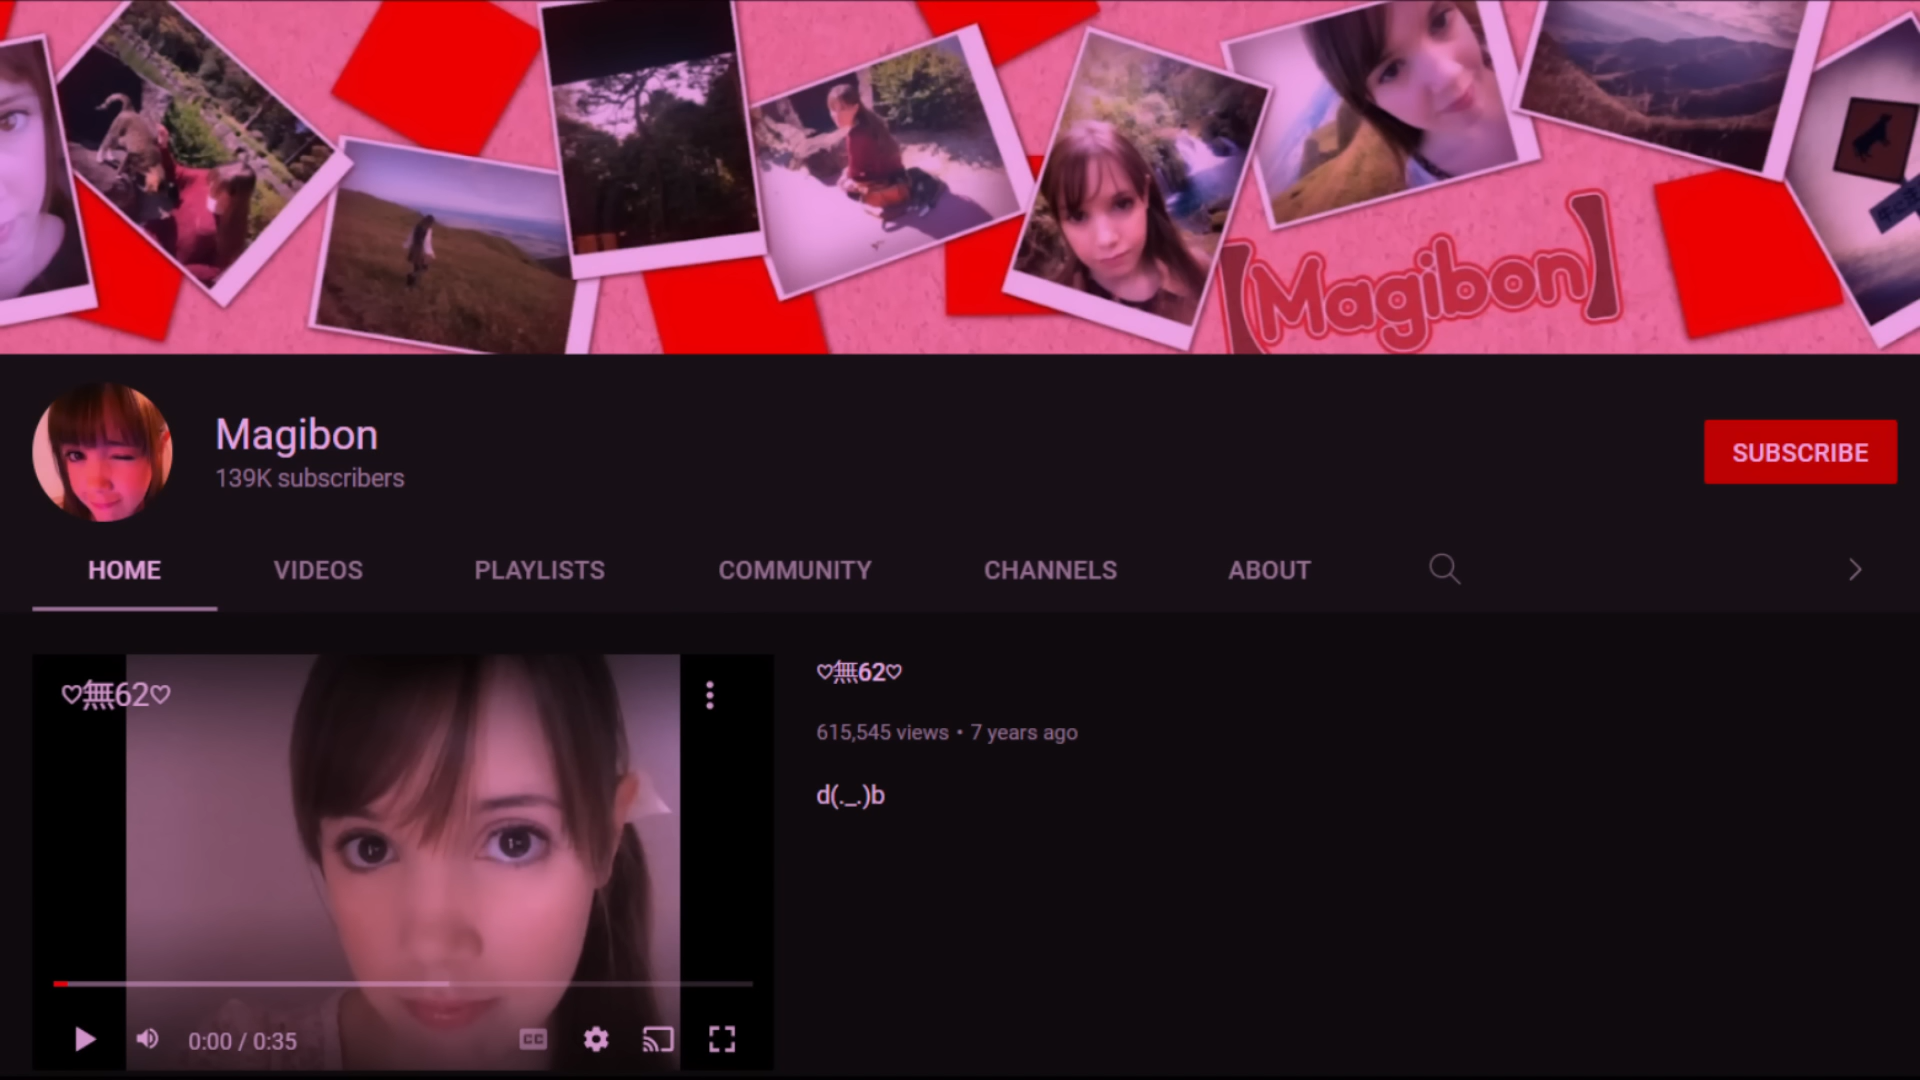 【Magibon】
Magibon
139K subscribers
SUBSCRIBE
HOME VIDEOS PLAYLISTS COMMUNITY CHANNELS ABOUT
♡無62♡
♡無62♡
615,545 views • 7 years ago
d(._.)b
0:00 / 0:35
CC